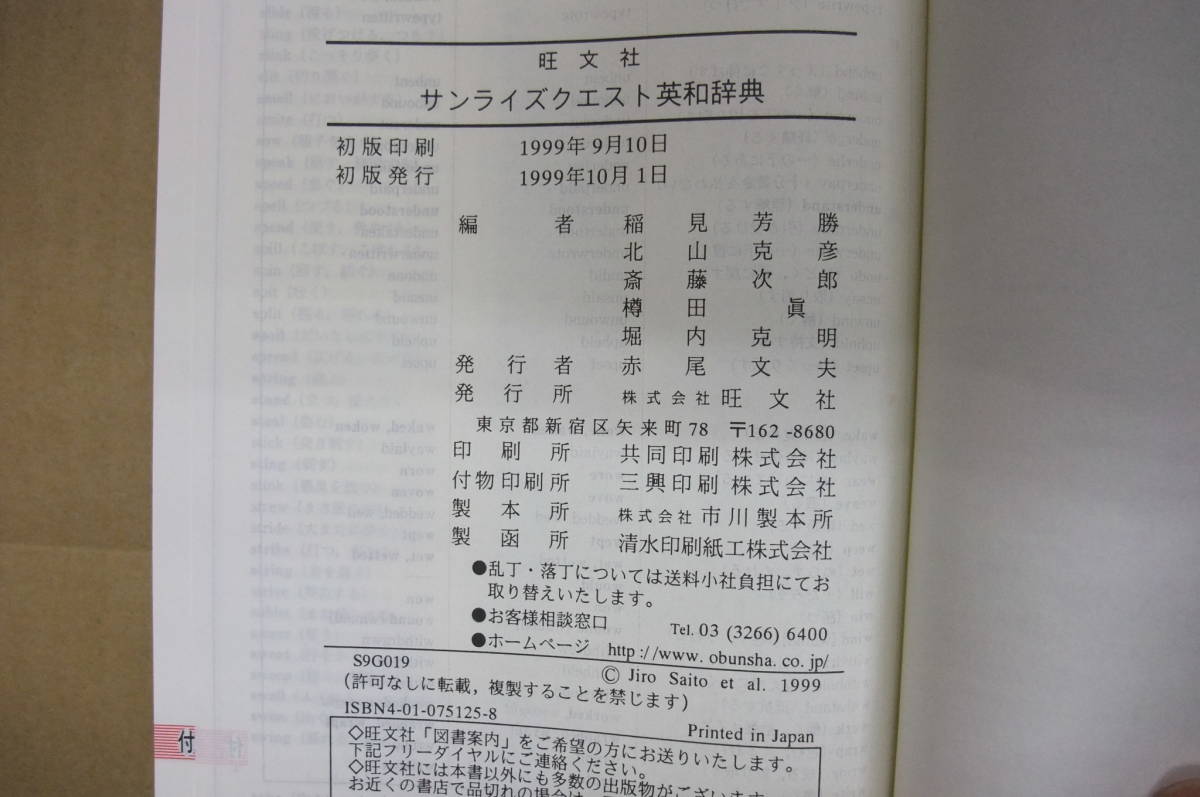 旺文社
サンライズクエスト英和辞典
初版印刷 1999年9月10日
初版発行 1999年10月1日
編者 稲見芳勝
北山克彦
斎藤次郎
樽田眞
堀内克明
発行者 赤尾文夫
発行所 株式会社 旺文社
東京都新宿区矢来町78 〒162-8680
印刷所 共同印刷株式会社
付物印刷所 三興印刷株式会社
製本所 株式会社 市川製本所
製函所 清水印刷紙工株式会社
●乱丁・落丁については送料小社負担にてお
取り替えいたします。
●お客様相談窓口 Tel. 03 (3266) 6400
●ホームページ http://www.obunsha.co.jp/
S9G019 © Jiro Saito et al. 1999
(許可なしに転載, 複製することを禁じます)
ISBN4-01-075125-8 Printed in Japan
◇旺文社「図書案内」をご希望の方にお送りいたします。
下記フリーダイヤルにご連絡ください。
◇旺文社には本書以外にも多数の出版物がございます。
お近くの書店で品切れの場合は
付